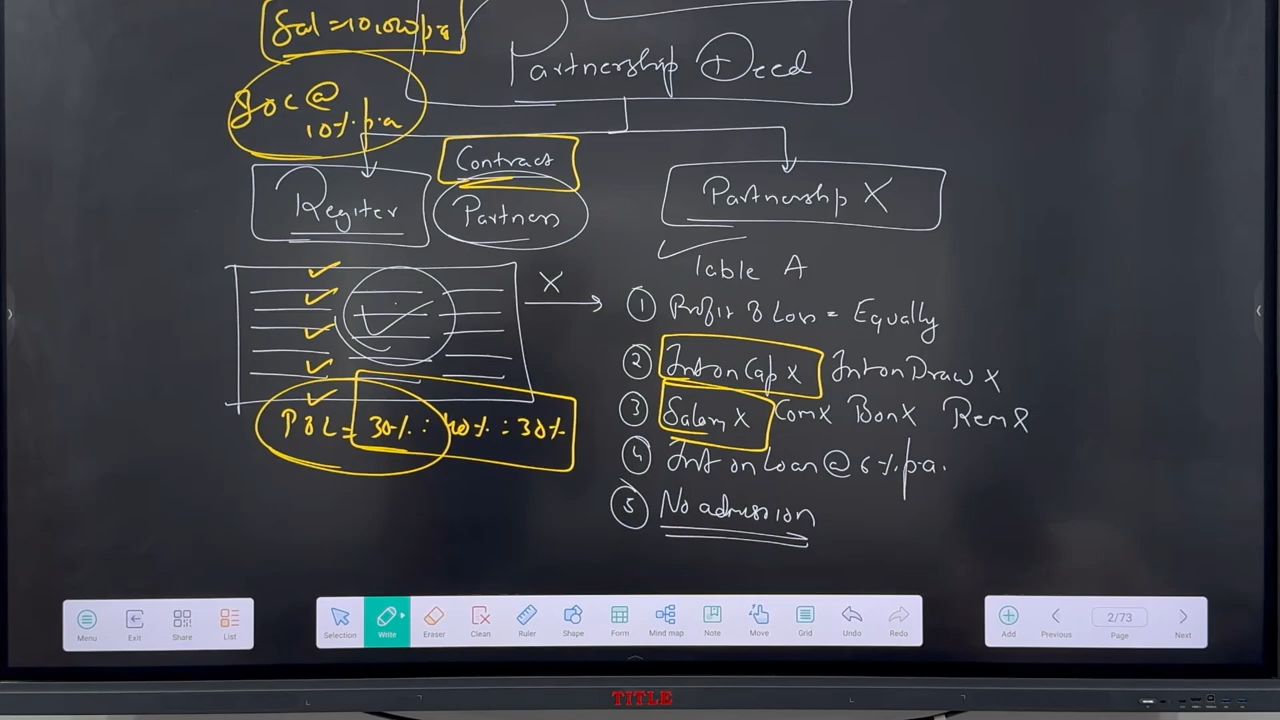 Sal = 10,000 p.a
Partnership Deed
IOC @
10%. p.a
Contract
Register
Partners
Partnership X
Table A
X
① Profit & Loss = Equally
② Int on Cap X Int on Draw X
③ Salary X Com X Bon X Rem X
P & L = 30% : 40% : 30%
④ Int on Loan @ 6%. p.a.
⑤ No admission
Menu
Exit
Share
List
Selection
Write
Eraser
Clean
Ruler
Shape
Form
Mind map
Note
Move
Grid
Undo
Redo
Add
Previous
2/73
Page
Next
TITLE